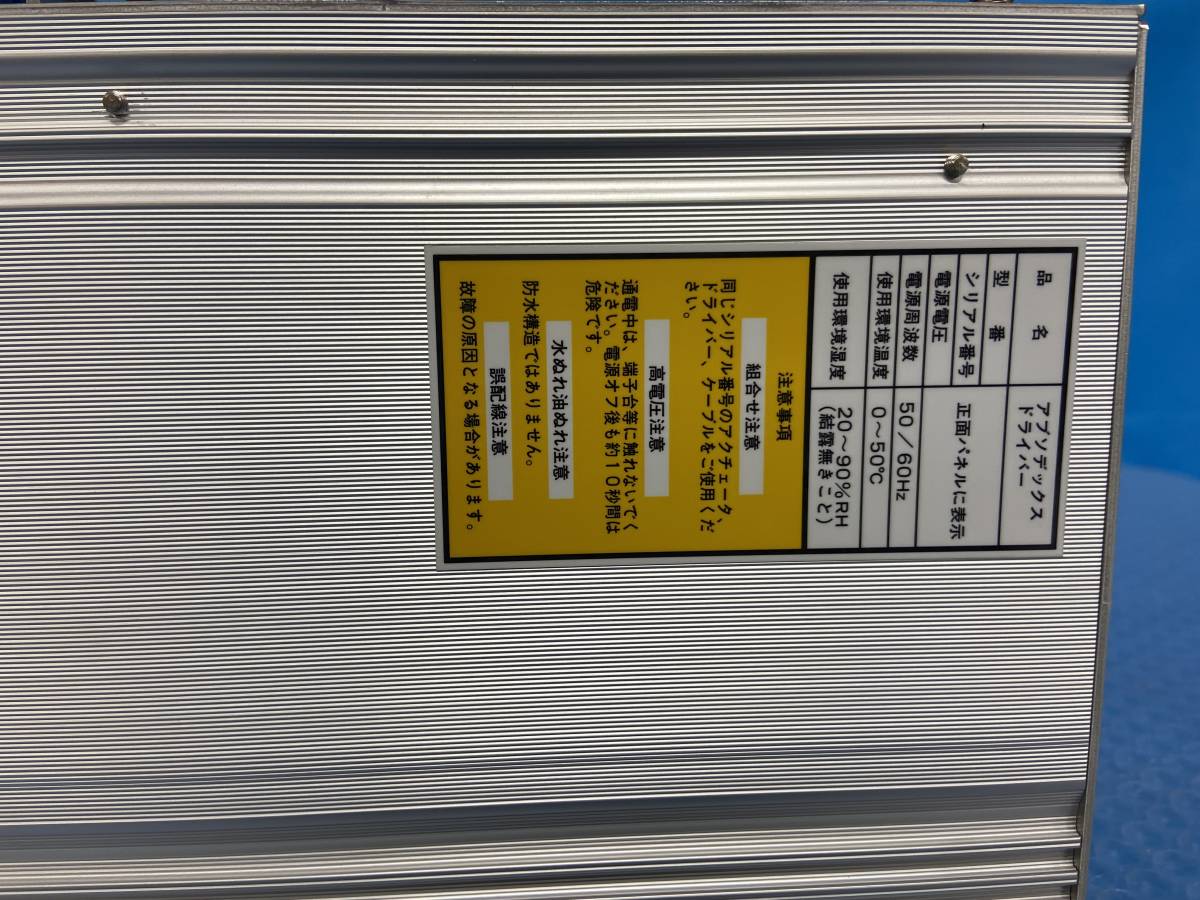 品 名 アブソデックス
ドライバー
型 番
シリアル番号 正面パネルに表示
電源電圧
電源周波数 50/60Hz
使用環境温度 0~50℃
使用環境湿度 20~90%RH
(結露無きこと)
注意事項
組合せ注意
同じシリアル番号のアクチェータ、
ドライバー、ケーブルをご使用くだ
さい。
高電圧注意
通電中は、端子台等に触れないでく
ださい。電源オフ後も約10秒間は
危険です。
水ぬれ油ぬれ注意
防水構造ではありません。
誤配線注意
故障の原因となる場合があります。